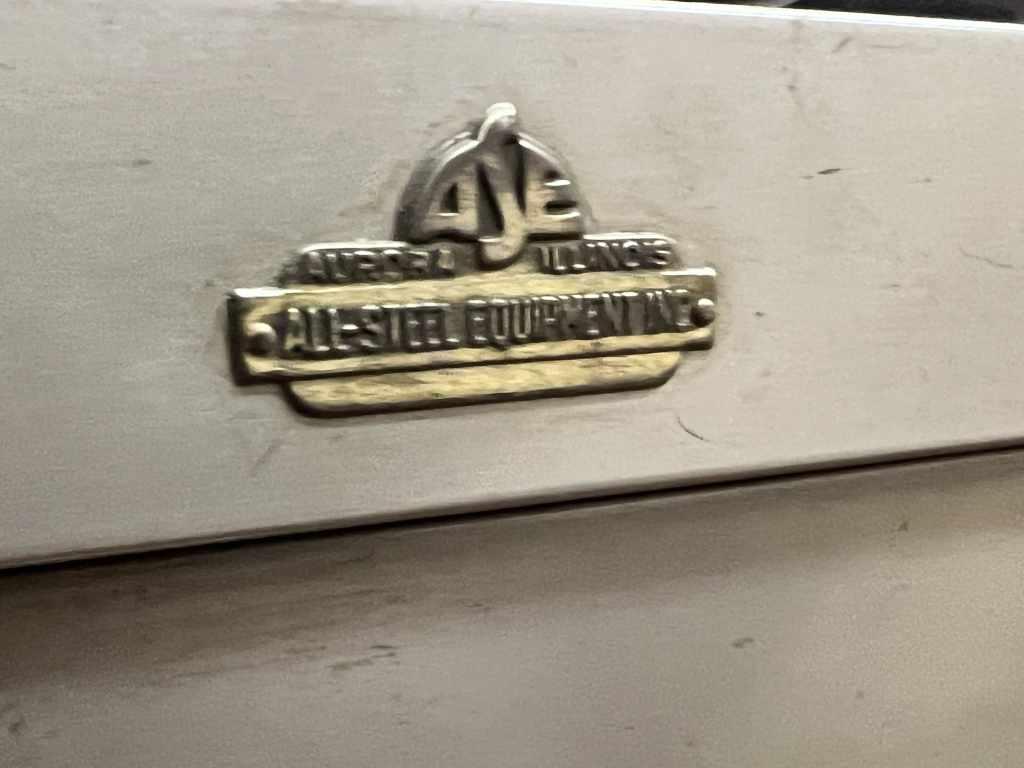 ASE
AURORA ILLINOIS
ALL-STEEL EQUIPMENT INC